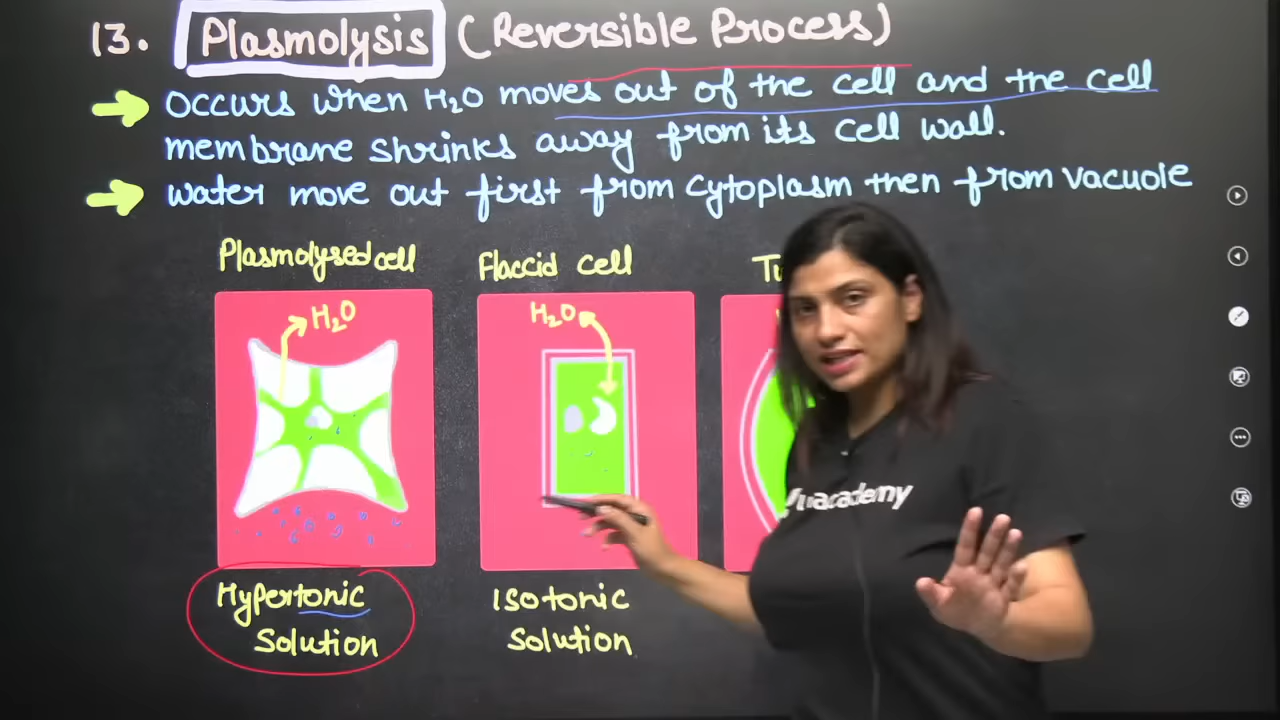 13. Plasmolysis (Reversible Process)
Occurs when H₂O moves out of the cell and the cell
membrane shrinks away from its cell wall.
Water move out first from Cytoplasm then from vacuole
Plasmolysed cell
Flaccid cell
Tu
H₂O
H₂O
Hypertonic
Solution
Isotonic
Solution
unacademy